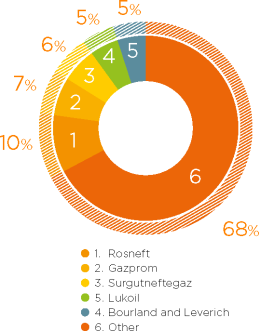 5%
5%
6%
7%
10%
68%
1
2
3
4
5
6
1. Rosneft
2. Gazprom
3. Surgutneftegaz
5. Lukoil
4. Bourland and Leverich
6. Other